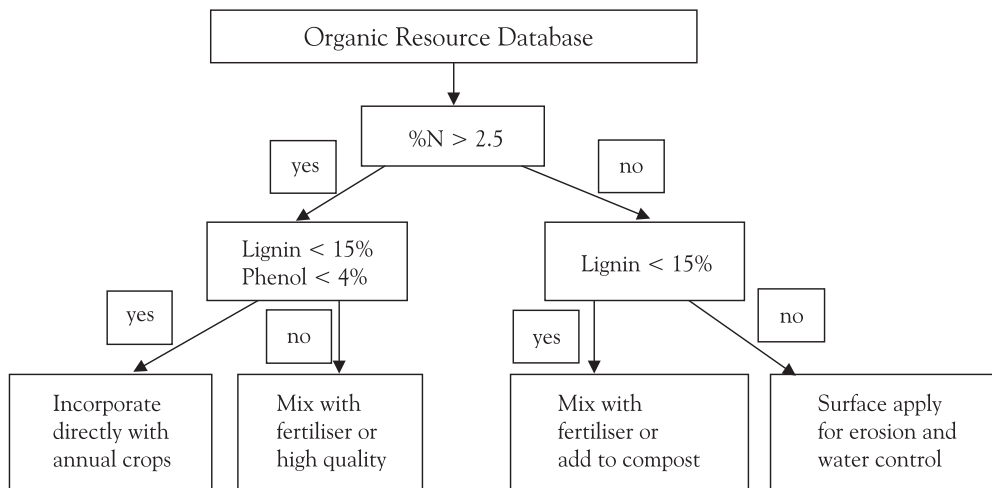 Organic Resource Database
%N > 2.5
yes
no
Lignin < 15%
Phenol < 4%
Lignin < 15%
yes
no
yes
no
Incorporate
directly with
annual crops
Mix with
fertiliser or
high quality
Mix with
fertiliser or
add to compost
Surface apply
for erosion and
water control